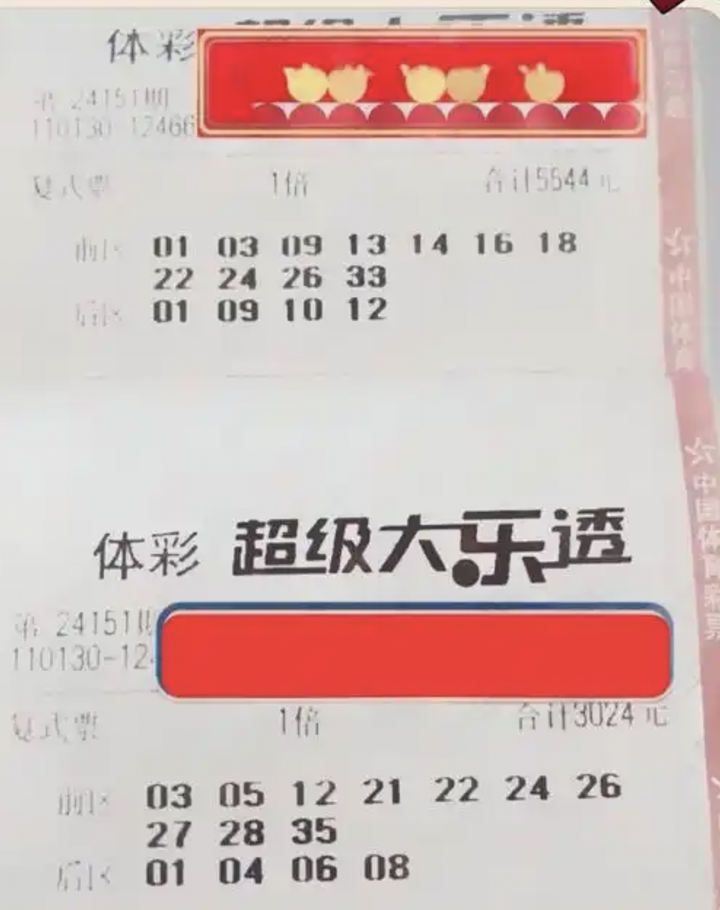 体彩 超级大乐透
第 24151期
110130-12466
复式票 1倍 合计5544元
前区 01 03 09 13 14 16 18
22 24 26 33
后区 01 09 10 12
体彩 超级大乐透
第 24151期
110130-124
复式票 1倍 合计3024元
前区 03 05 12 21 22 24 26
27 28 35
后区 01 04 06 08
中国体育
中国体育彩票